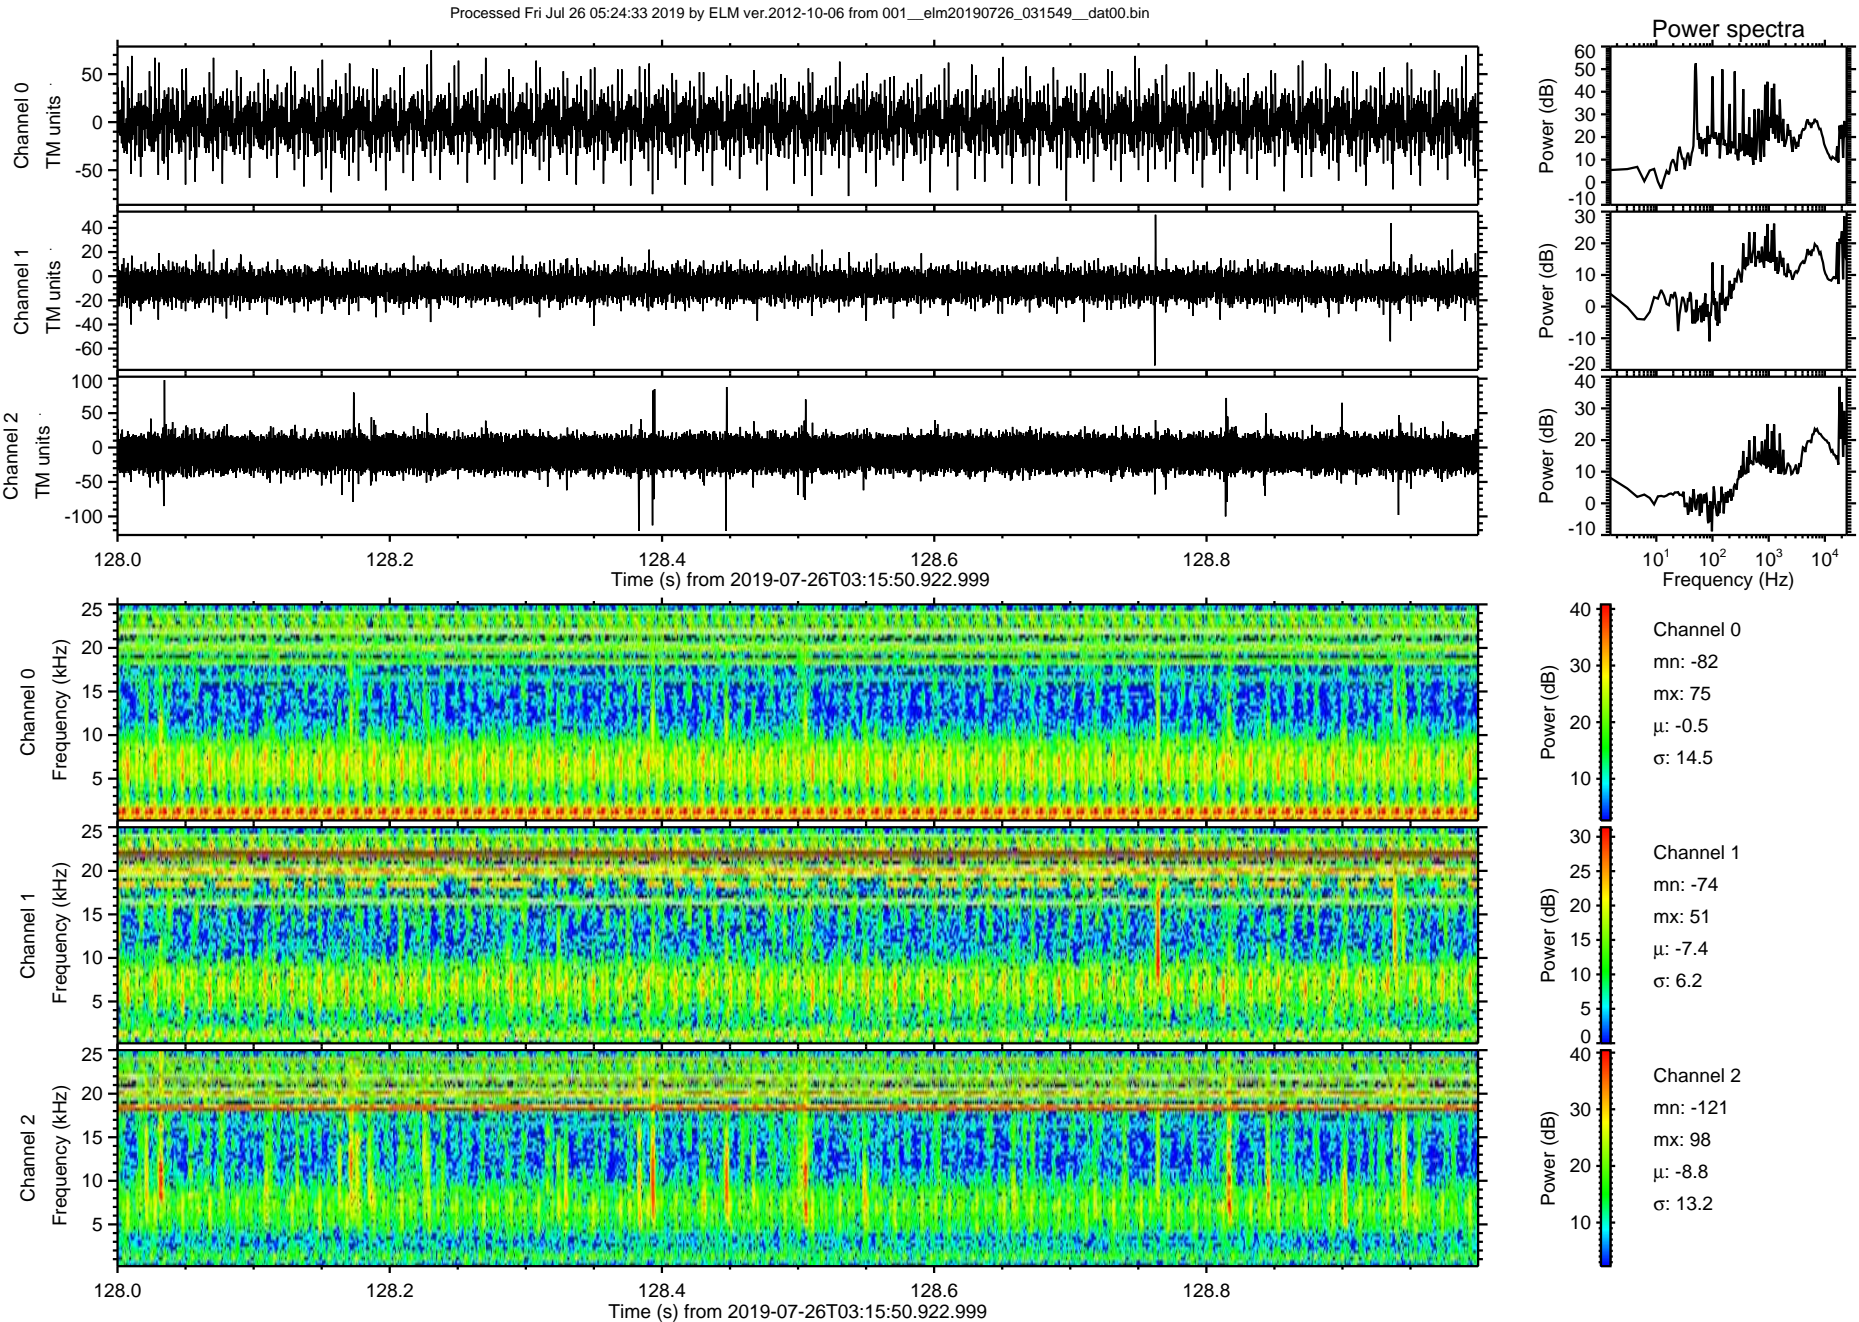 Processed Fri Jul 26 05:24:33 2019 by ELM ver.2012-10-06 from 001__elm20190726_031549__dat00.bin
Power spectra
Channel 0
TM units
50
0
-50
Power (dB)
60
50
40
30
20
10
0
-10
Channel 1
TM units
40
20
0
-20
-40
-60
Power (dB)
30
20
10
0
-10
-20
Channel 2
TM units
100
50
0
-50
-100
Power (dB)
40
30
20
10
0
-10
128.0 128.2 128.4 128.6 128.8
Time (s) from 2019-07-26T03:15:50.922.999
10¹ 10² 10³ 10⁴
Frequency (Hz)
Channel 0
Frequency (kHz)
25
20
15
10
5
Power (dB)
40
30
20
10
Channel 0
mn: -82
mx: 75
μ: -0.5
σ: 14.5
Channel 1
Frequency (kHz)
25
20
15
10
5
Power (dB)
30
25
20
15
10
5
0
Channel 1
mn: -74
mx: 51
μ: -7.4
σ: 6.2
Channel 2
Frequency (kHz)
25
20
15
10
5
Power (dB)
40
30
20
10
Channel 2
mn: -121
mx: 98
μ: -8.8
σ: 13.2
128.0 128.2 128.4 128.6 128.8
Time (s) from 2019-07-26T03:15:50.922.999